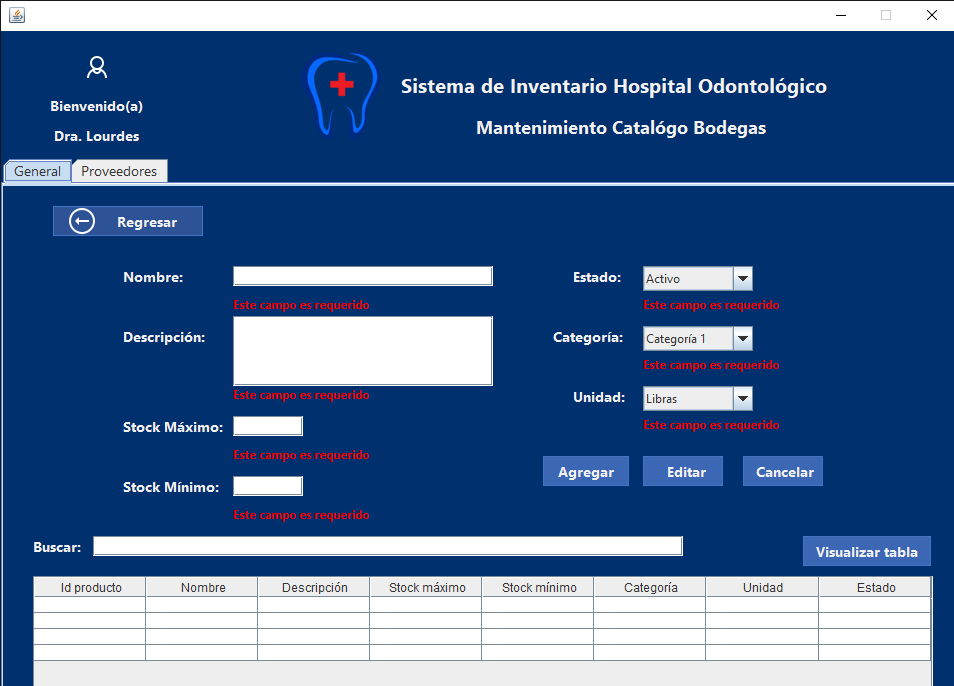 Bienvenido(a)
Dra. Lourdes
Sistema de Inventario Hospital Odontológico
Mantenimiento Catalógo Bodegas
General Proveedores
Regresar
Nombre:
Este campo es requerido
Descripción:
Este campo es requerido
Stock Máximo:
Este campo es requerido
Stock Mínimo:
Este campo es requerido
Estado: Activo
Este campo es requerido
Categoría: Categoría 1
Este campo es requerido
Unidad: Libras
Este campo es requerido
Agregar Editar Cancelar
Buscar: Visualizar tabla
Id producto Nombre Descripción Stock máximo Stock mínimo Categoría Unidad Estado